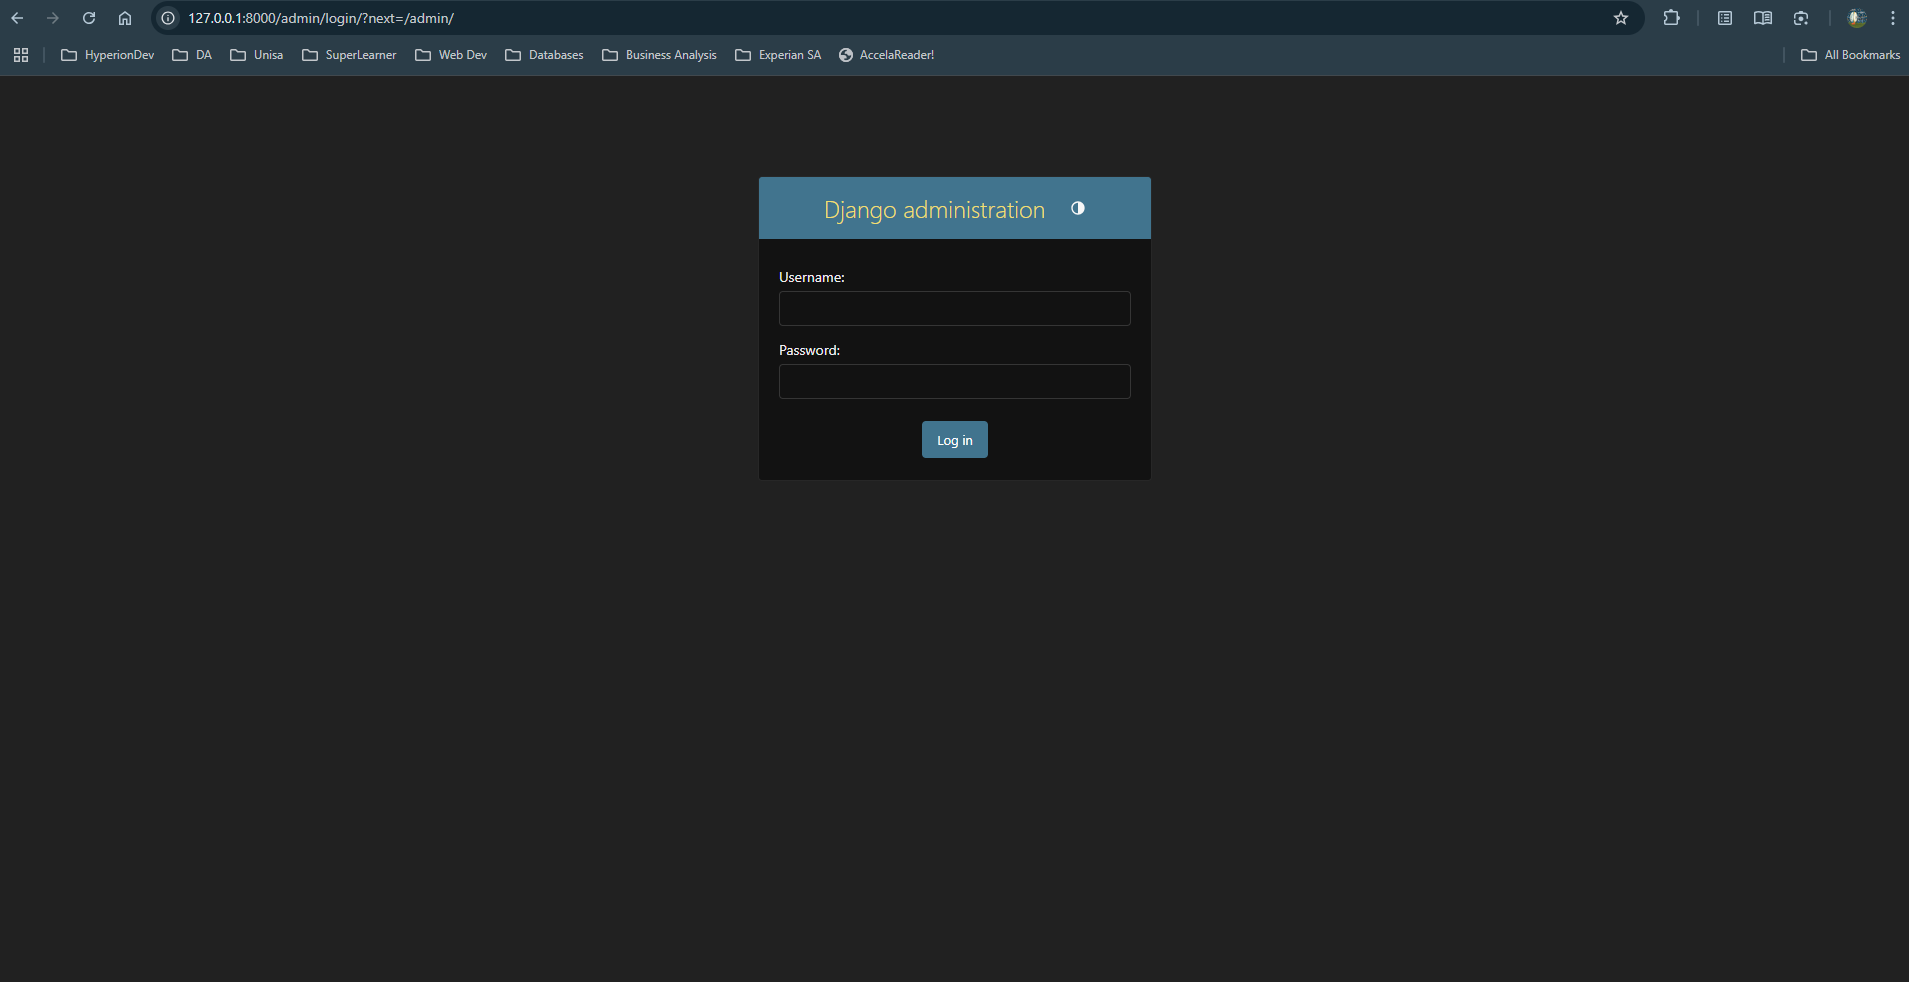 127.0.0.1:8000/admin/login/?next=/admin/
HyperionDev DA Unisa SuperLearner Web Dev Databases Business Analysis Experian SA AccelaReader! All Bookmarks
Django administration
Username:
Password:
Log in